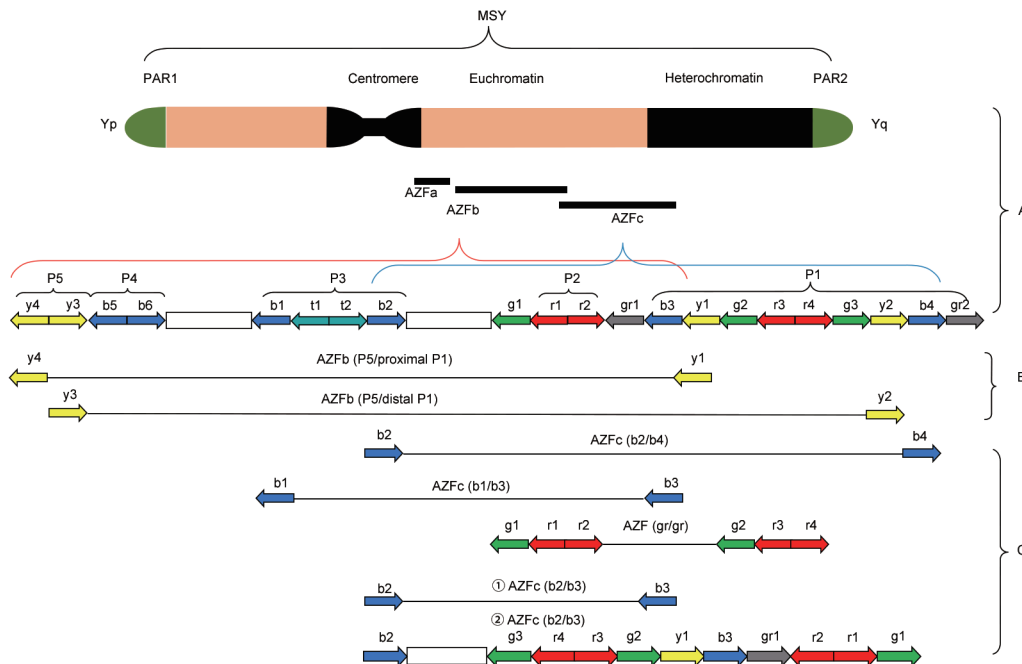 MSY
PAR1 Centromere Euchromatin Heterochromatin PAR2
Yp Yq
AZFa
AZFb
AZFc
P5 P4 P3 P2 P1
y4 y3 b5 b6 b1 t1 t2 b2 g1 r1 r2 gr1 b3 y1 g2 r3 r4 g3 y2 b4 gr2
y4 AZFb (P5/proximal P1) y1
y3 AZFb (P5/distal P1) y2
b2 AZFc (b2/b4) b4
b1 AZFc (b1/b3) b3
g1 r1 r2 AZF (gr/gr) g2 r3 r4
b2 ① AZFc (b2/b3) b3
② AZFc (b2/b3)
b2 g3 r4 r3 g2 y1 b3 gr1 r2 r1 g1